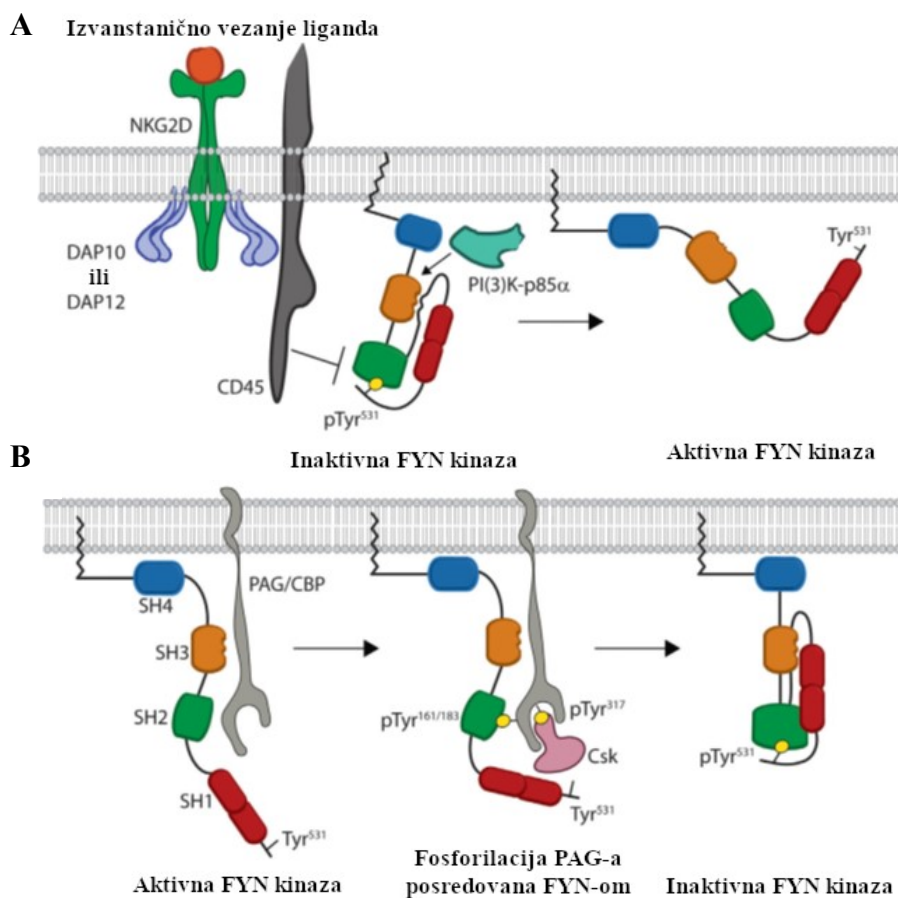 A Izvanstanično vezanje liganda
NKG2D
DAP10
ili
DAP12
CD45
PI(3)K-p85α
pTyr531
Tyr531
Inaktivna FYN kinaza
Aktivna FYN kinaza
B
PAG/CBP
SH4
SH3
SH2
SH1
Tyr531
pTyr161/183
pTyr317
Csk
Tyr531
pTyr531
Aktivna FYN kinaza
Fosforilacija PAG-a
posredovana FYN-om
Inaktivna FYN kinaza